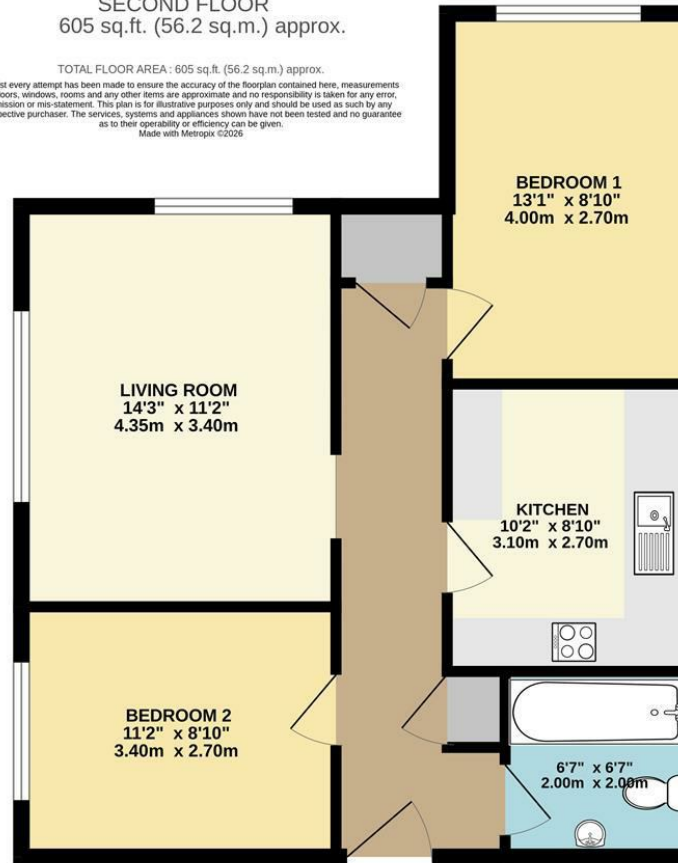 SECOND FLOOR
605 sq.ft. (56.2 sq.m.) approx.
TOTAL FLOOR AREA : 605 sq.ft. (56.2 sq.m.) approx.
every attempt has been made to ensure the accuracy of the floorplan contained here, measurements
windows, rooms and any other items are approximate and no responsibility is taken for any error,
or mis-statement. This plan is for illustrative purposes only and should be used as such by any
purchaser. The services, systems and appliances shown have not been tested and no guarantee
as to their operability or efficiency can be given.
Made with Metropix ©2026
BEDROOM 1
13'1" x 8'10"
4.00m x 2.70m
LIVING ROOM
14'3" x 11'2"
4.35m x 3.40m
KITCHEN
10'2" x 8'10"
3.10m x 2.70m
BEDROOM 2
11'2" x 8'10"
3.40m x 2.70m
6'7" x 6'7"
2.00m x 2.00m